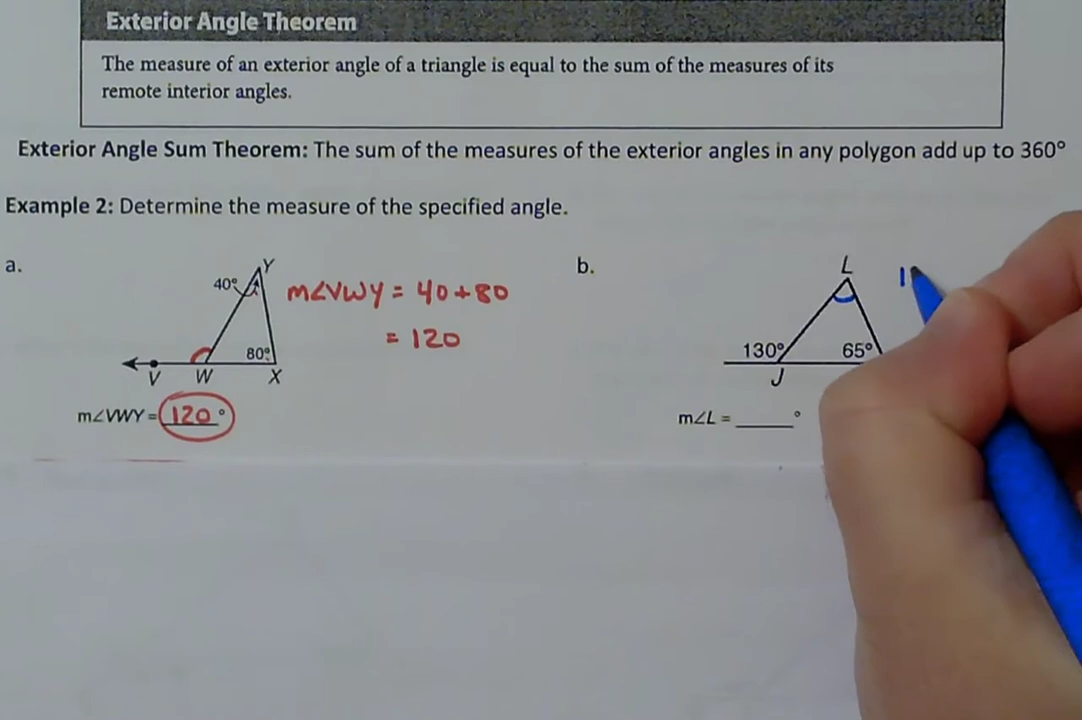 Exterior Angle Theorem
The measure of an exterior angle of a triangle is equal to the sum of the measures of its
remote interior angles.
Exterior Angle Sum Theorem: The sum of the measures of the exterior angles in any polygon add up to 360°
Example 2: Determine the measure of the specified angle.
a.
Y
40°
80°
V W X
m∠VWY = 40+80
= 120
m∠VWY = 120°
b.
L
130° 65°
J
m∠L = _____°
1